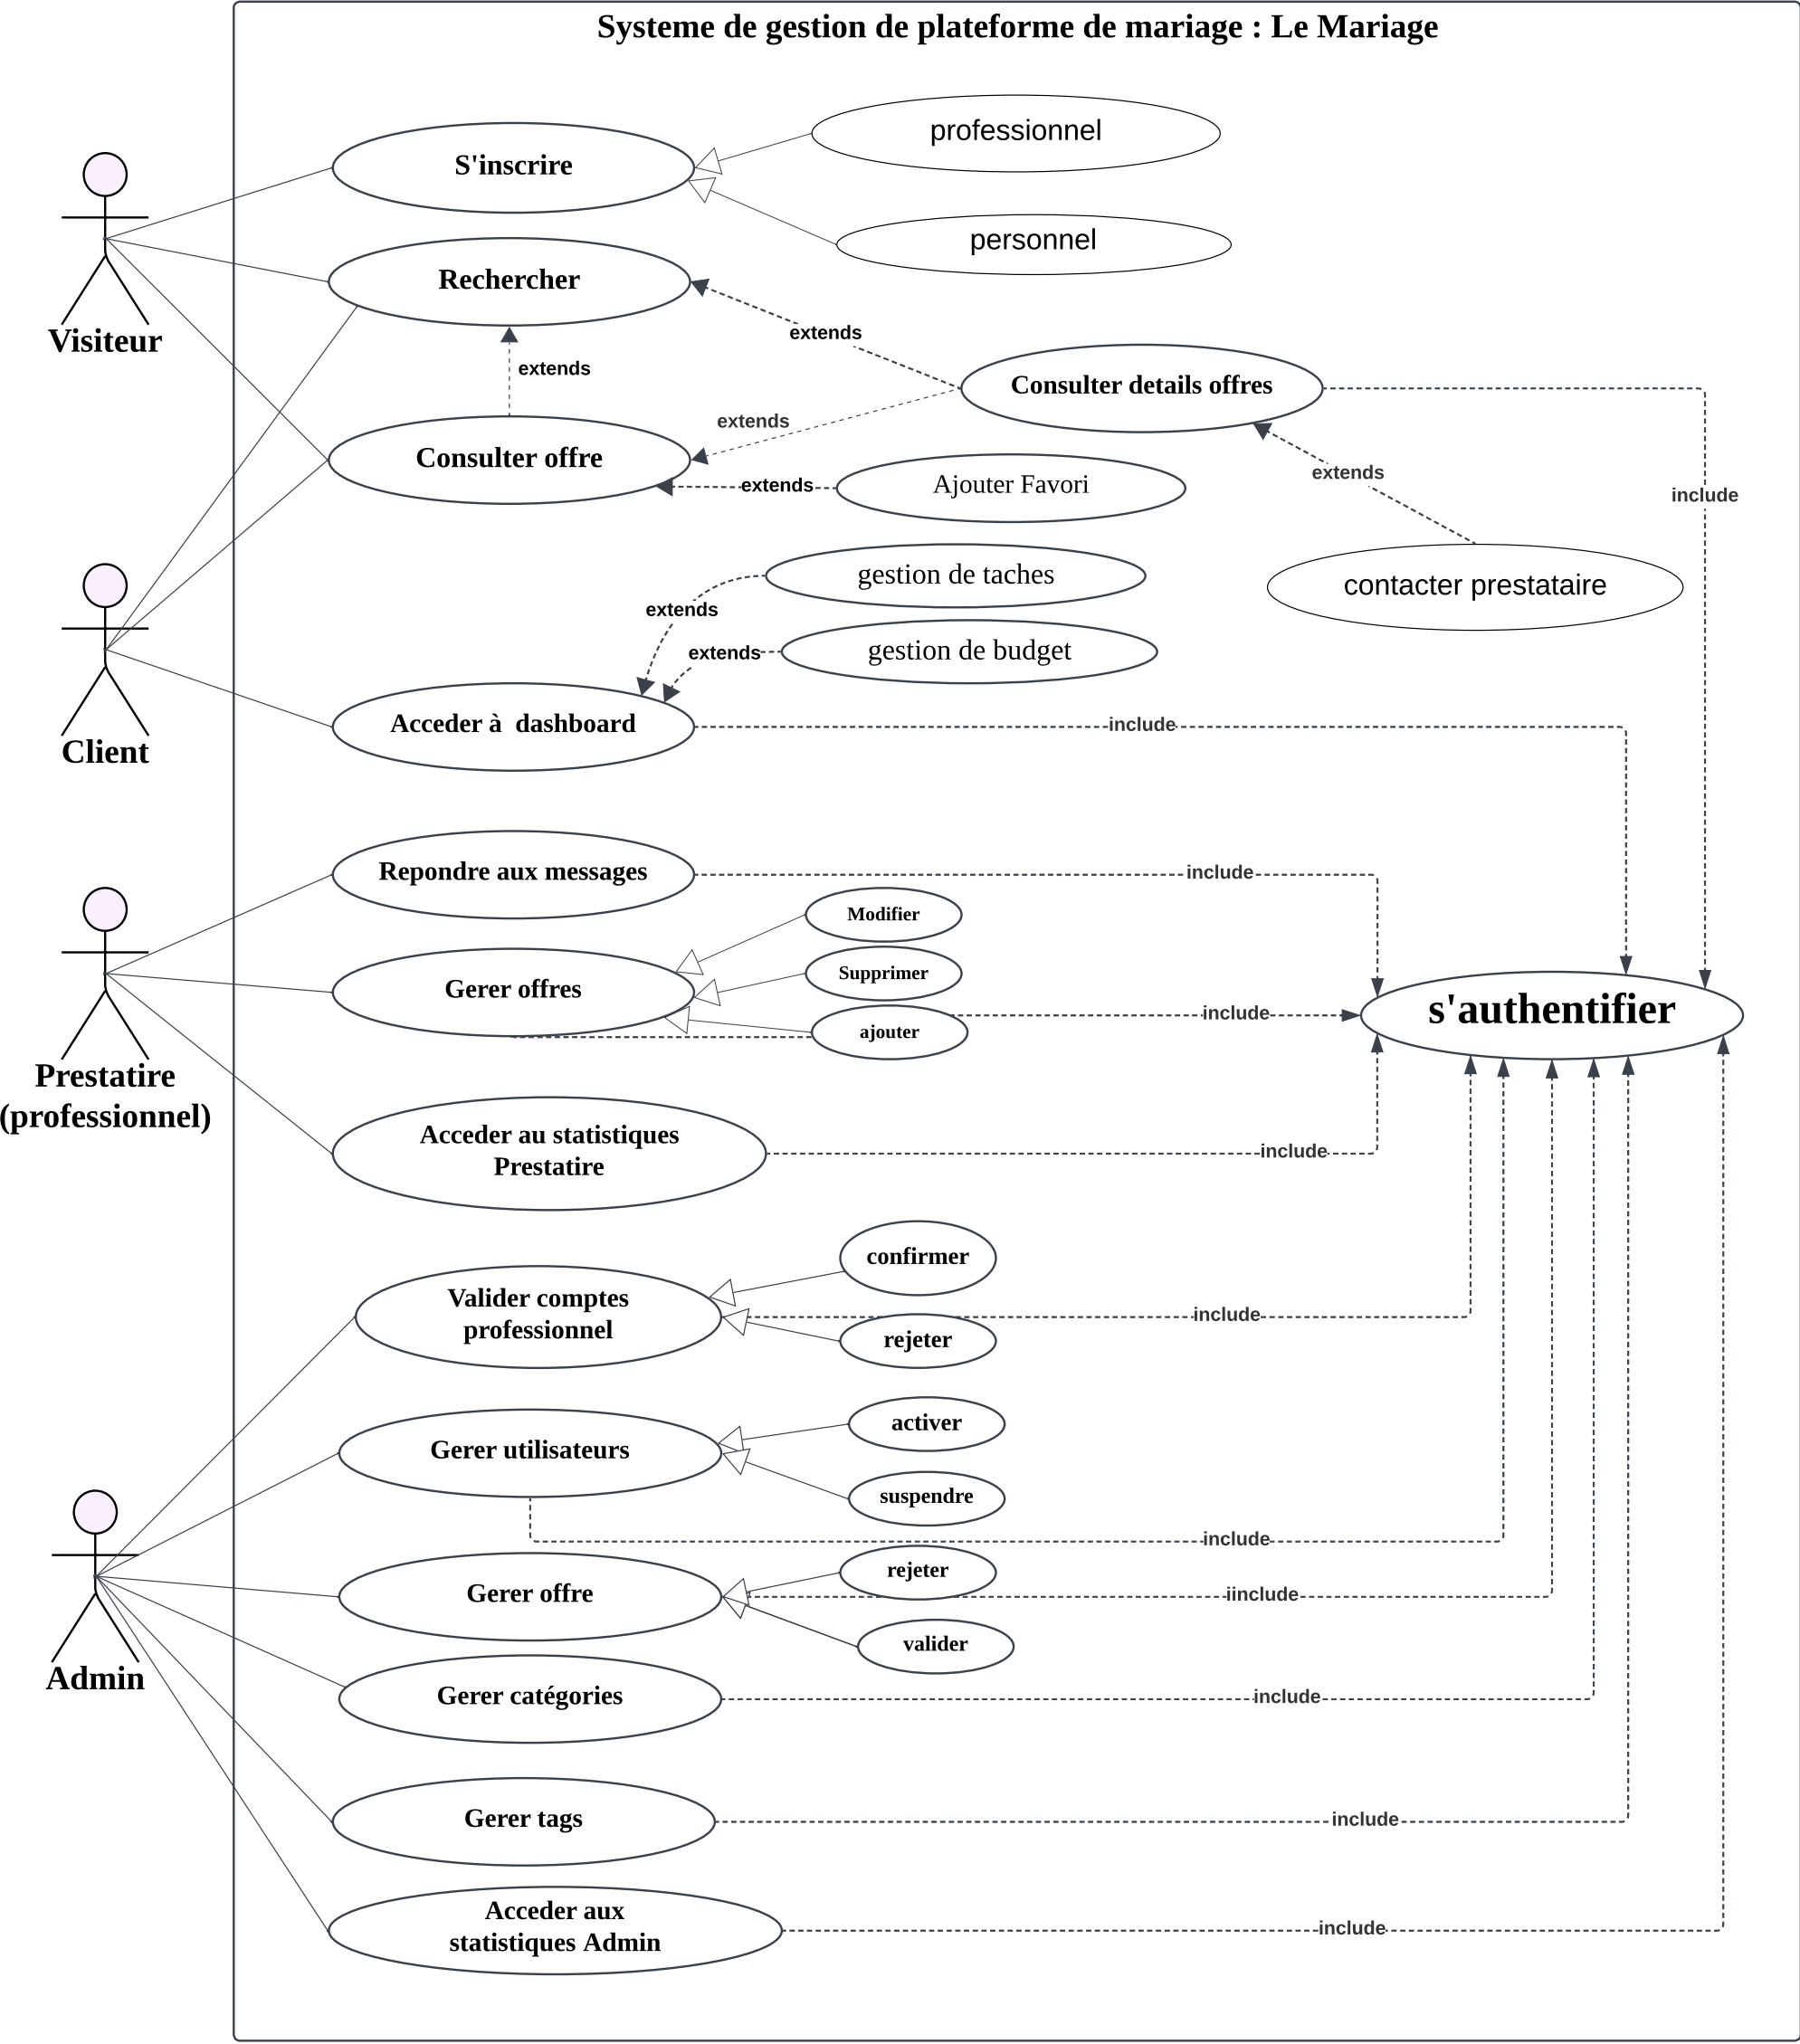 Systeme de gestion de plateforme de mariage : Le Mariage
professionnel
S'inscrire
personnel
Rechercher
Visiteur
extends
extends
Consulter details offres
extends
Consulter offre
extends
Ajouter Favori
extends
include
gestion de taches
contacter prestataire
extends
gestion de budget
extends
Acceder à  dashboard
include
Client
Repondre aux messages
include
Modifier
Supprimer
Gerer offres
include
s'authentifier
ajouter
Prestatire
(professionnel)
Acceder au statistiques
Prestatire
include
confirmer
Valider comptes
professionnel
include
rejeter
activer
Gerer utilisateurs
suspendre
include
rejeter
Gerer offre
iinclude
valider
Admin
Gerer catégories
include
Gerer tags
include
Acceder aux
statistiques Admin
include